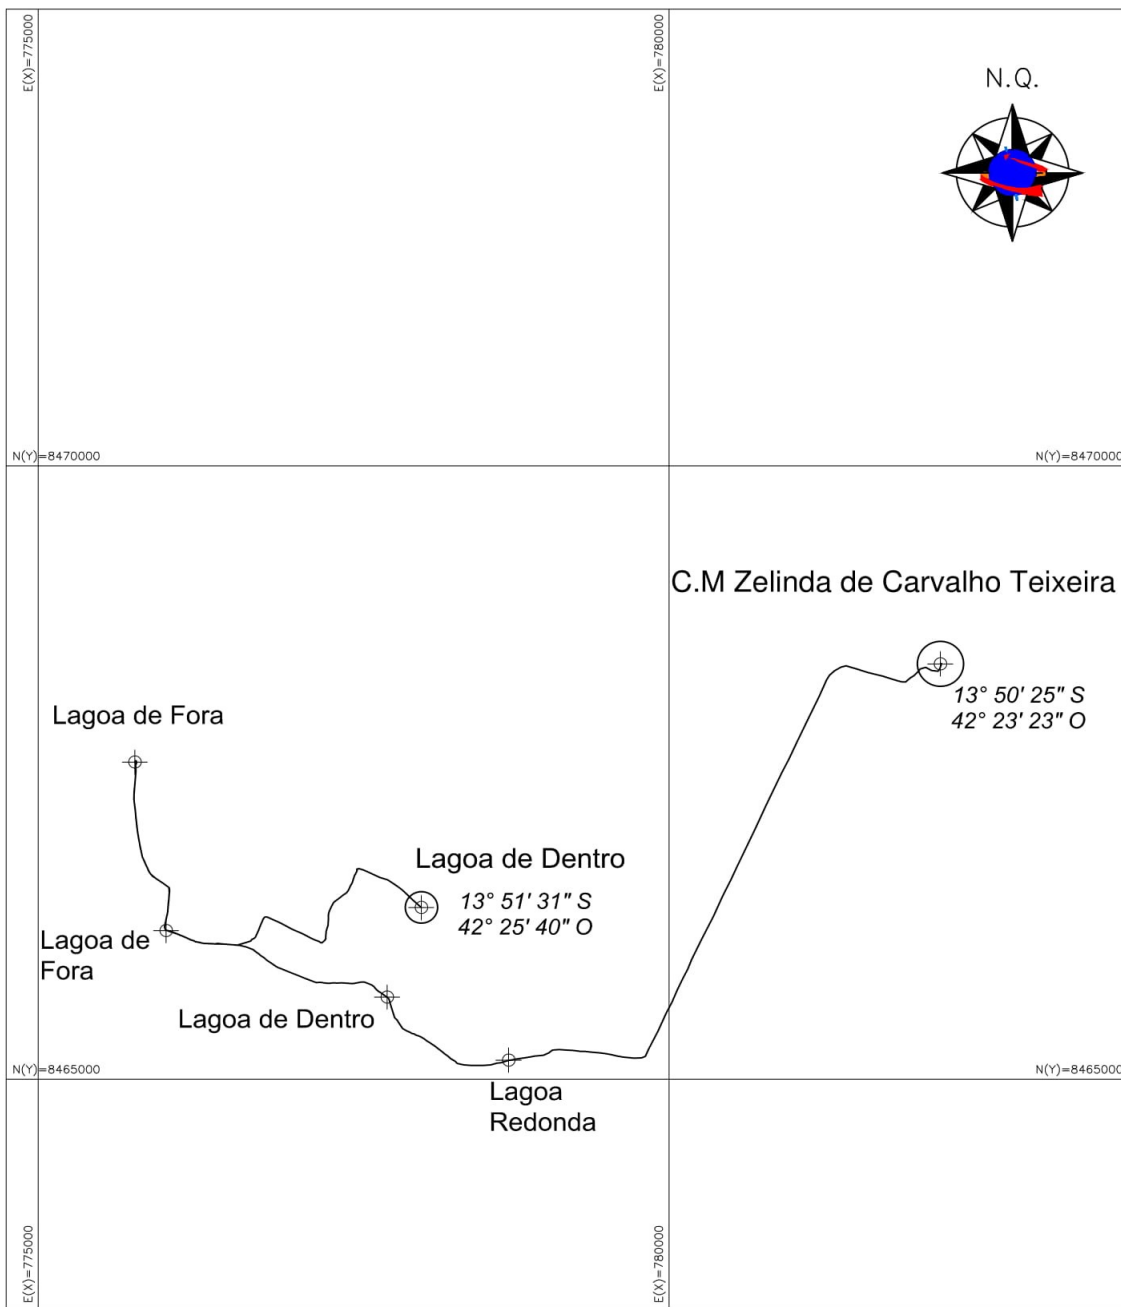 E(X)=775000
E(X)=780000
N.Q.
N(Y)=8470000
N(Y)=8470000
C.M Zelinda de Carvalho Teixeira
13° 50' 25" S
42° 23' 23" O
Lagoa de Fora
Lagoa de Dentro
13° 51' 31" S
42° 25' 40" O
Lagoa de
Fora
Lagoa de Dentro
N(Y)=8465000
N(Y)=8465000
Lagoa
Redonda
E(X)=775000
E(X)=780000